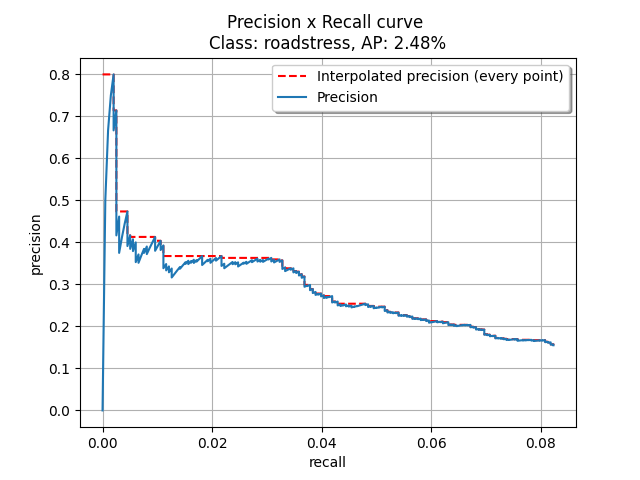 Precision x Recall curve
Class: roadstress, AP: 2.48%
Interpolated precision (every point)
Precision
0.8
0.7
0.6
0.5
0.4
0.3
0.2
0.1
0.0
precision
0.00 0.02 0.04 0.06 0.08
recall